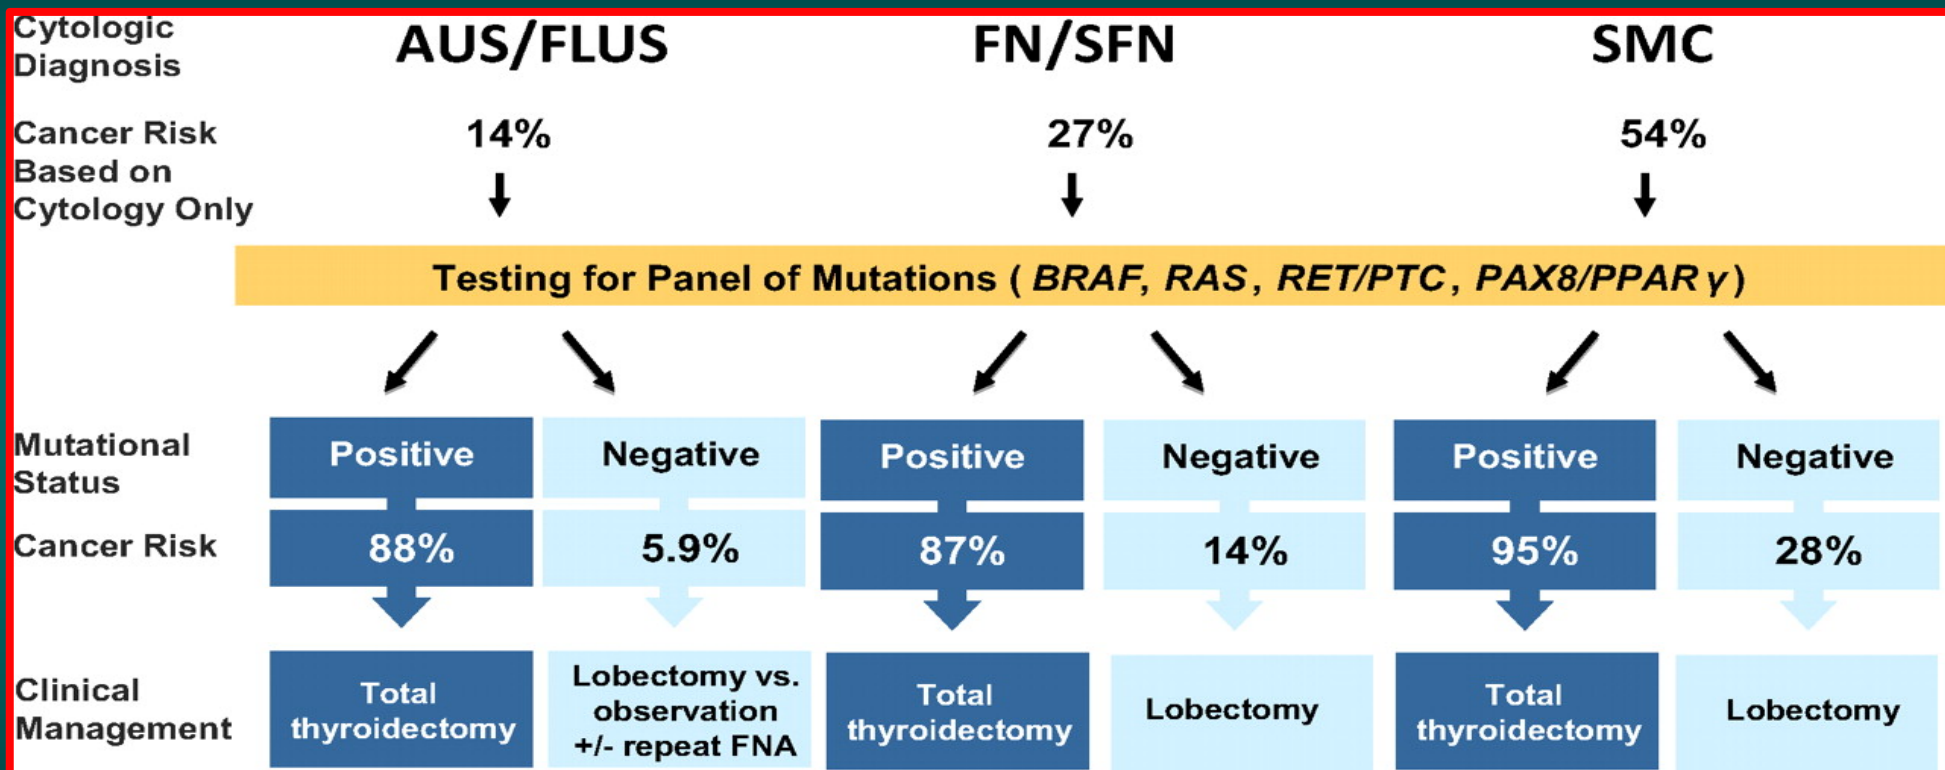 Cytologic
Diagnosis
AUS/FLUS
FN/SFN
SMC
Cancer Risk
Based on
Cytology Only
14%
27%
54%
Testing for Panel of Mutations ( BRAF, RAS, RET/PTC, PAX8/PPAR γ )
Mutational
Status
Positive
Negative
Positive
Negative
Positive
Negative
Cancer Risk
88%
5.9%
87%
14%
95%
28%
Clinical
Management
Total
thyroidectomy
Lobectomy vs.
observation
+/- repeat FNA
Total
thyroidectomy
Lobectomy
Total
thyroidectomy
Lobectomy